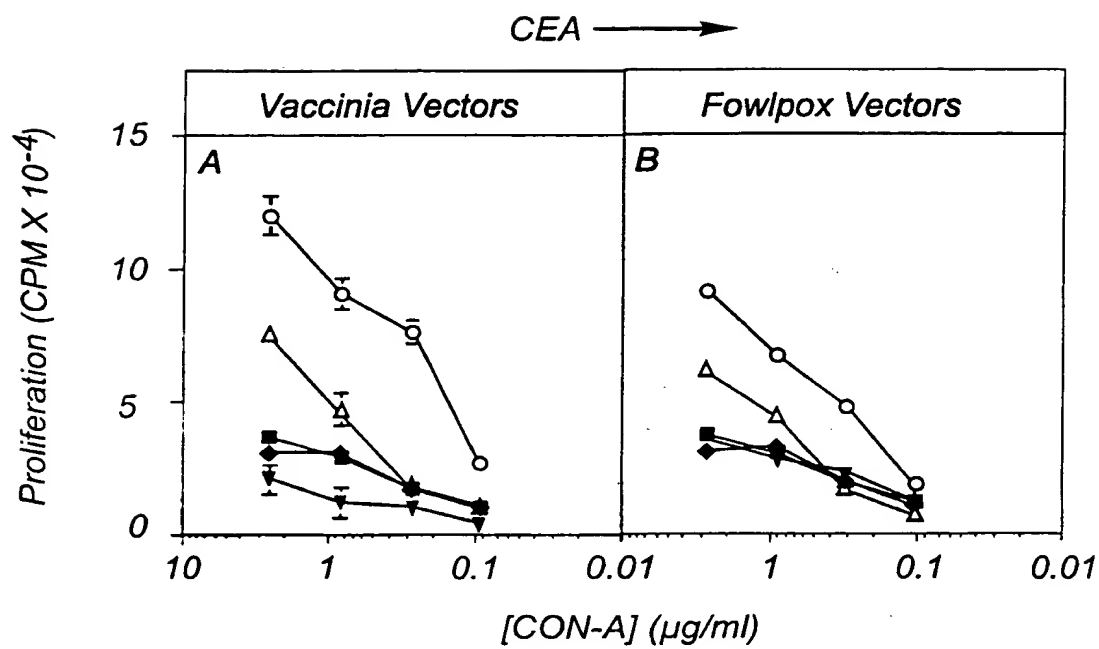 CEA
Vaccinia Vectors
Fowlpox Vectors
A
B
Proliferation (CPM X 10-4)
15
10
5
0
10
1
0.1
0.01
1
0.1
0.01
[CON-A] (µg/ml)